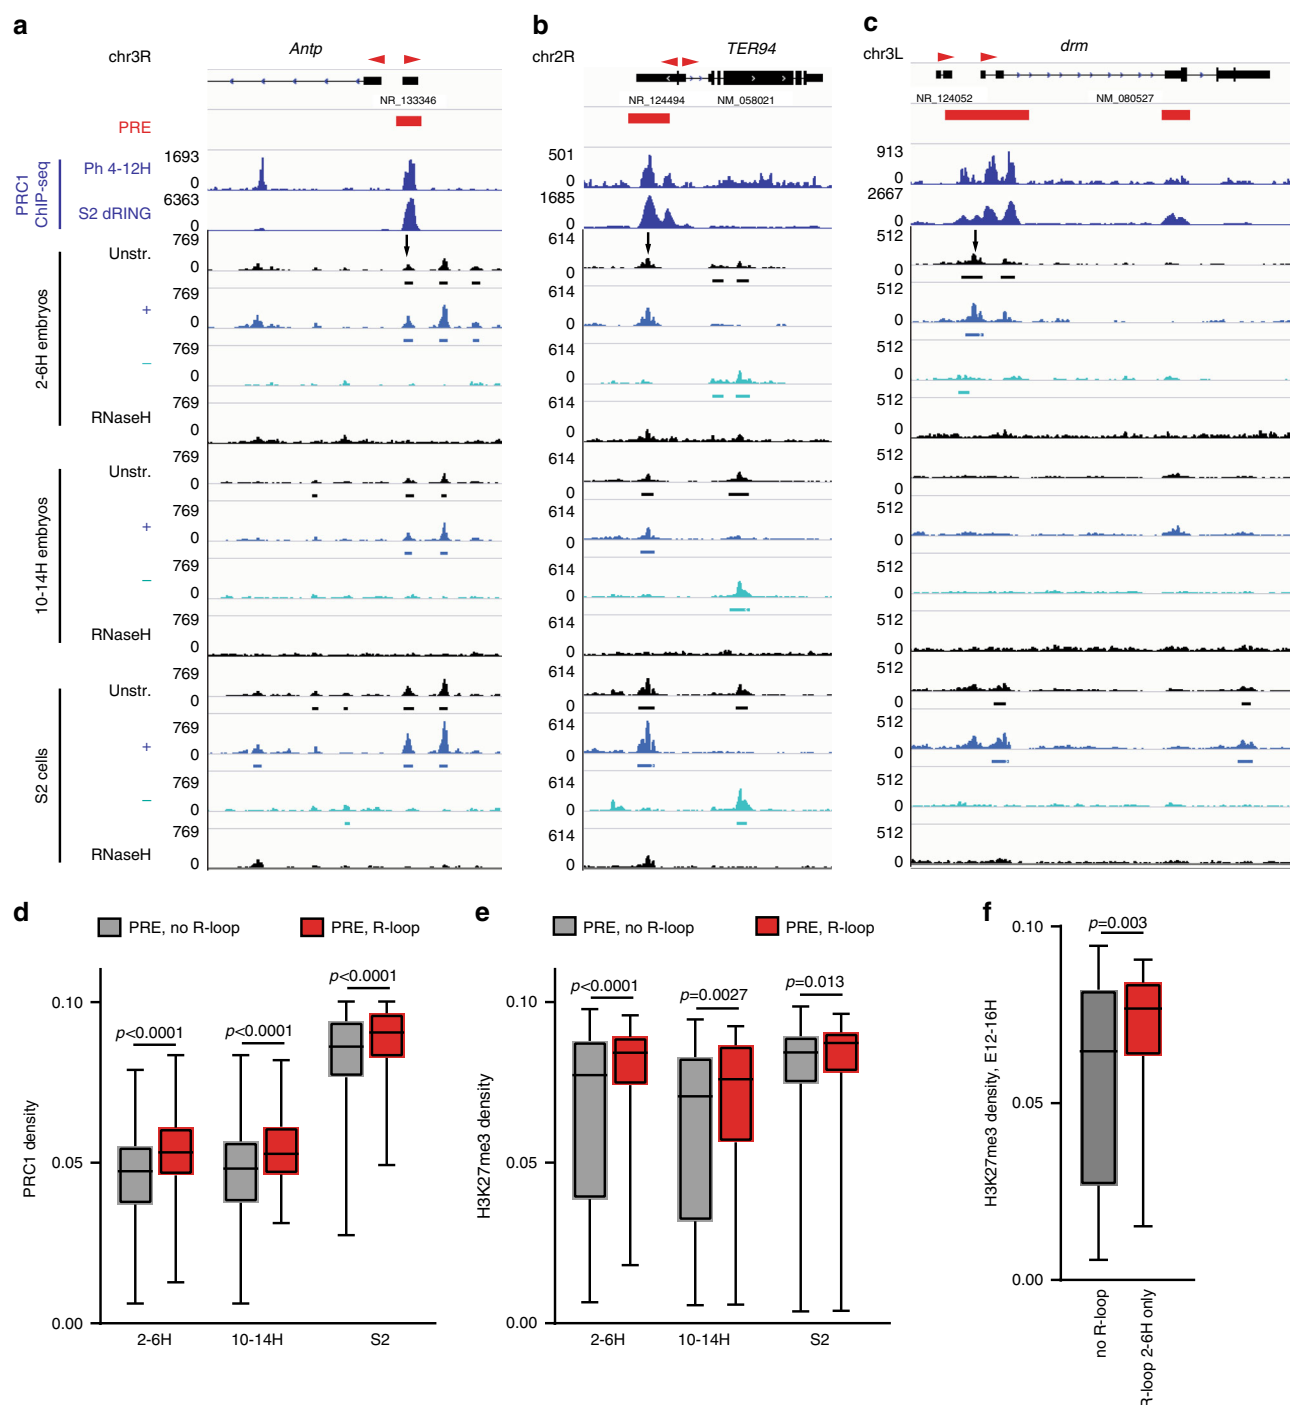 a
b
c
chr3R
Antp
chr2R
TER94
chr3L
drm
NR_133346
NR_124494
NM_058021
NR_124052
NM_080527
PRE
PRC1
ChIP-seq
Ph 4-12H
1693
0
501
0
913
0
S2 dRING
6363
0
1685
0
2667
0
2-6H embryos
Unstr.
769
0
614
0
512
0
+
769
0
614
0
512
0
–
769
0
614
0
512
0
RNaseH
769
0
614
0
512
0
10-14H embryos
Unstr.
769
0
614
0
512
0
+
769
0
614
0
512
0
–
769
0
614
0
512
0
RNaseH
769
0
614
0
512
0
S2 cells
Unstr.
769
0
614
0
512
0
+
769
0
614
0
512
0
–
769
0
614
0
512
0
RNaseH
769
0
614
0
512
0
d
PRE, no R-loop
PRE, R-loop
PRC1 density
0.10
0.05
0.00
p<0.0001
p<0.0001
p<0.0001
2-6H
10-14H
S2
e
PRE, no R-loop
PRE, R-loop
H3K27me3 density
0.10
0.05
0.00
p<0.0001
p=0.0027
p=0.013
2-6H
10-14H
S2
f
H3K27me3 density, E12-16H
0.10
0.05
0.00
p=0.003
no R-loop
R-loop 2-6H only